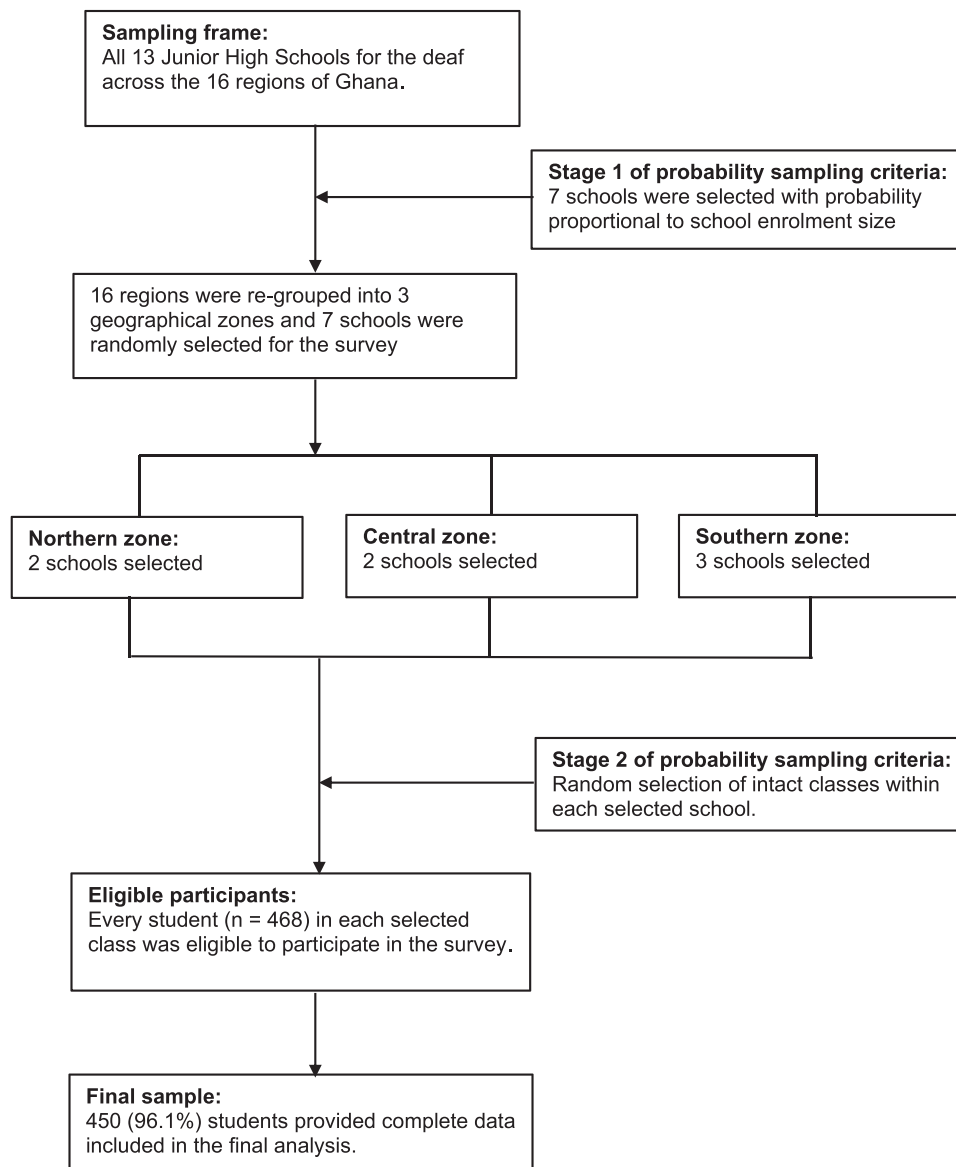 Sampling frame:
All 13 Junior High Schools for the deaf
across the 16 regions of Ghana.
Stage 1 of probability sampling criteria:
7 schools were selected with probability
proportional to school enrolment size
16 regions were re-grouped into 3
geographical zones and 7 schools were
randomly selected for the survey
Northern zone:
2 schools selected
Central zone:
2 schools selected
Southern zone:
3 schools selected
Stage 2 of probability sampling criteria:
Random selection of intact classes within
each selected school.
Eligible participants:
Every student (n = 468) in each selected
class was eligible to participate in the survey.
Final sample:
450 (96.1%) students provided complete data
included in the final analysis.